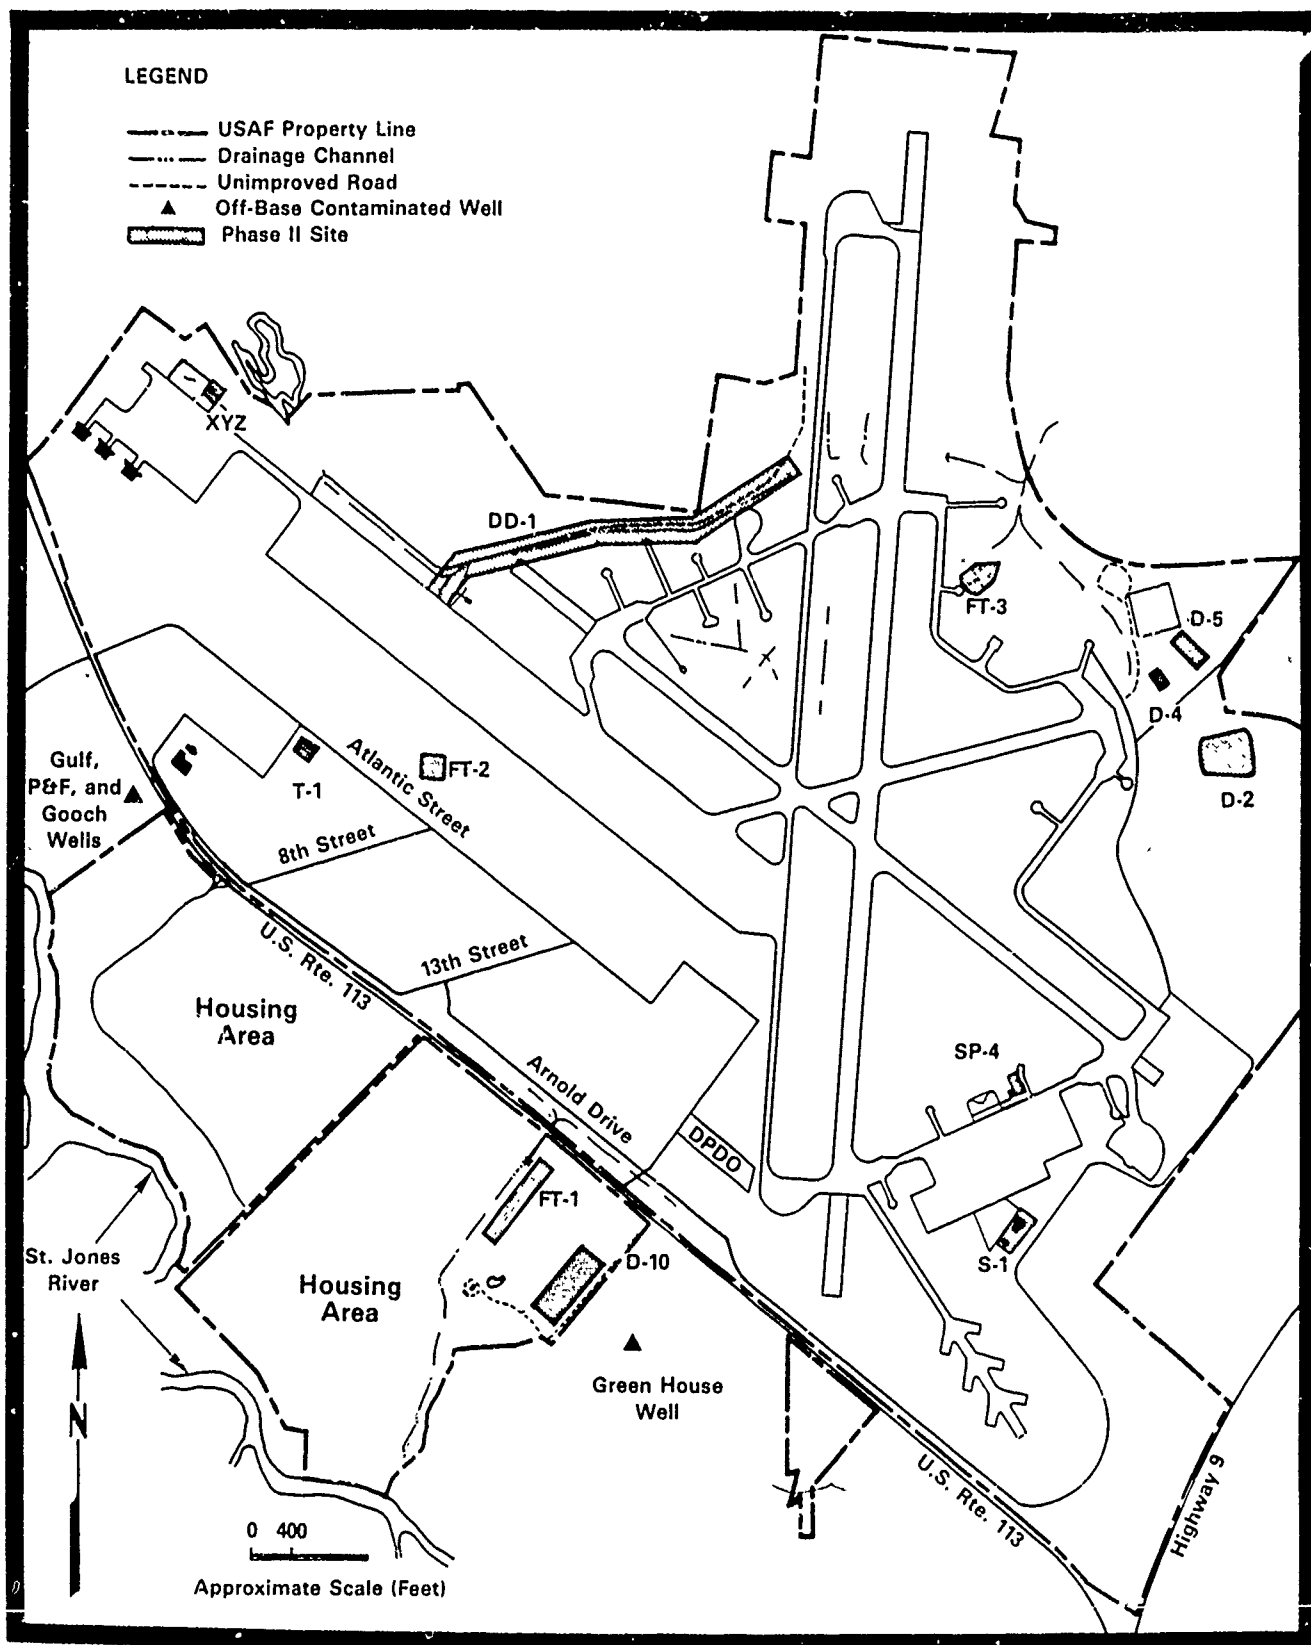 LEGEND
USAF Property Line
Drainage Channel
Unimproved Road
Off-Base Contaminated Well
Phase II Site
XYZ
DD-1
FT-3
D-5
D-4
D-2
Gulf,
P&F, and
Gooch
Wells
T-1
Atlantic Street
FT-2
8th Street
13th Street
U.S. Rte. 113
Housing
Area
SP-4
Arnold Drive
DPDO
FT-1
D-10
S-1
St. Jones
River
Housing
Area
Green House
Well
N
U.S. Rte. 113
Highway 9
0 400
Approximate Scale (Feet)